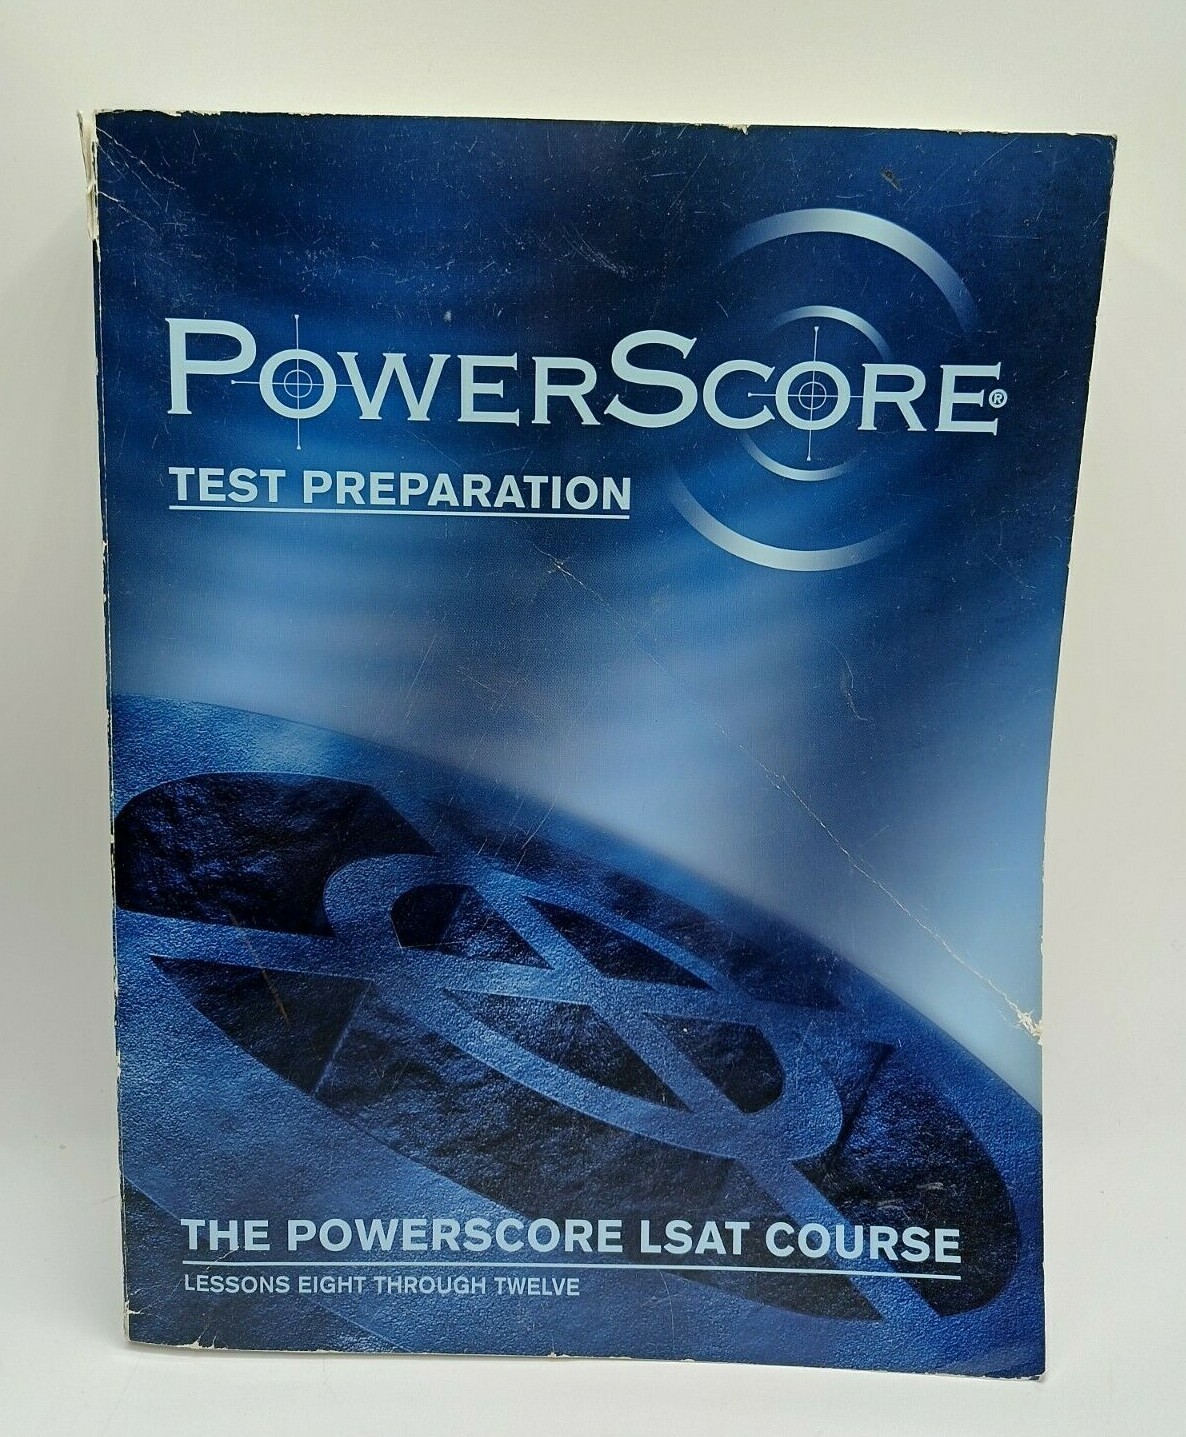 POWERSCORE®
TEST PREPARATION
THE POWERSCORE LSAT COURSE
LESSONS EIGHT THROUGH TWELVE